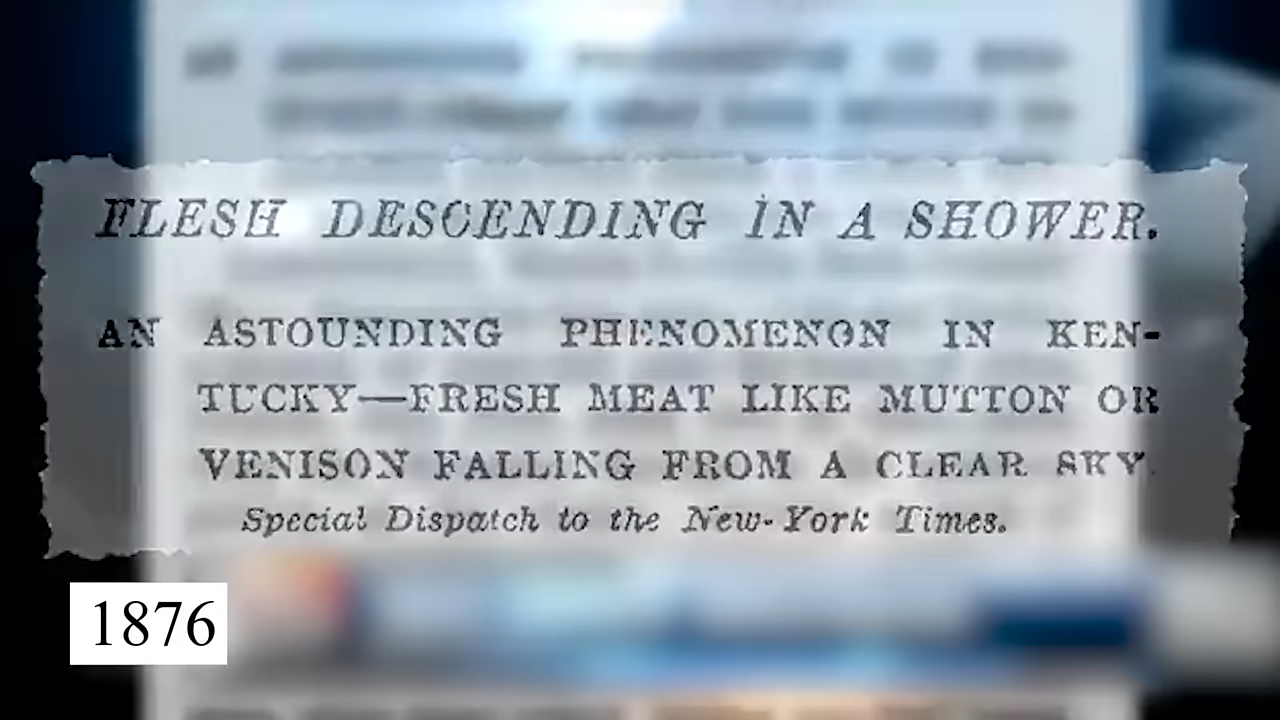 FLESH DESCENDING IN A SHOWER.
AN ASTOUNDING PHENOMENON IN KEN-
TUCKY—FRESH MEAT LIKE MUTTON OR
VENISON FALLING FROM A CLEAR SKY.
Special Dispatch to the New-York Times.
1876